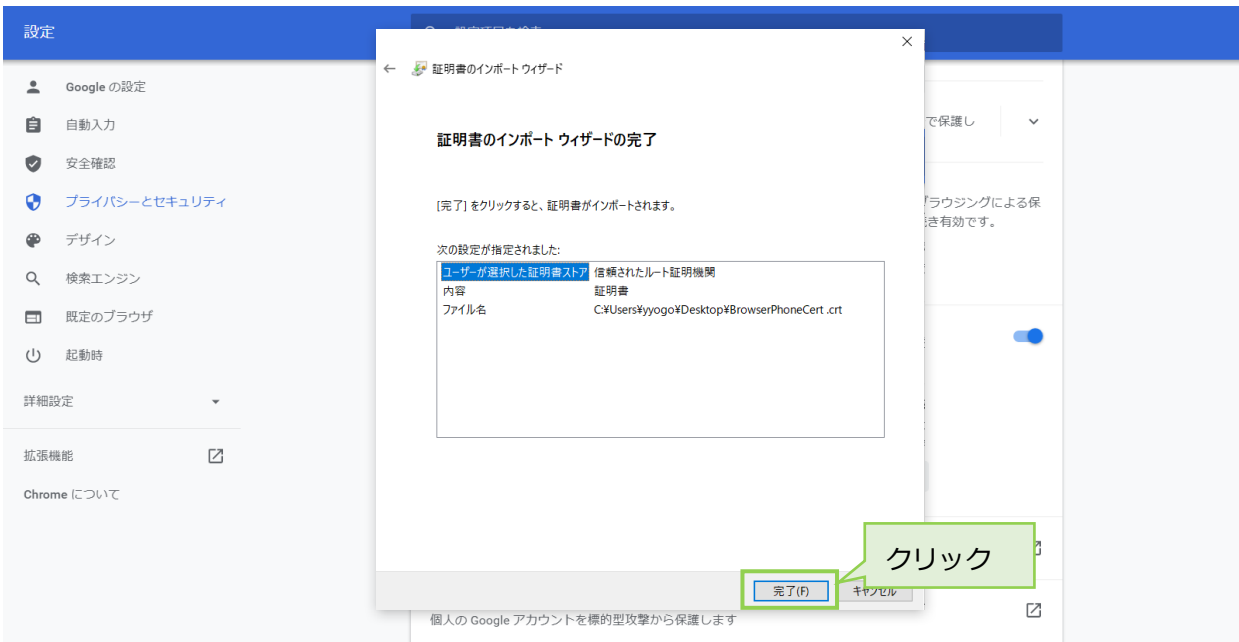 設定
Google の設定
自動入力
安全確認
プライバシーとセキュリティ
デザイン
検索エンジン
既定のブラウザ
起動時
詳細設定
拡張機能
Chrome について
証明書のインポート ウィザード
証明書のインポート ウィザードの完了
[完了] をクリックすると、証明書がインポートされます。
次の設定が指定されました:
ユーザーが選択した証明書ストア 信頼されたルート証明機関
内容 証明書
ファイル名 C:¥Users¥yyogo¥Desktop¥BrowserPhoneCert .crt
で保護し
ブラウジングによる保
き有効です。
クリック
完了(F) キャンセル
個人の Google アカウントを標的型攻撃から保護します